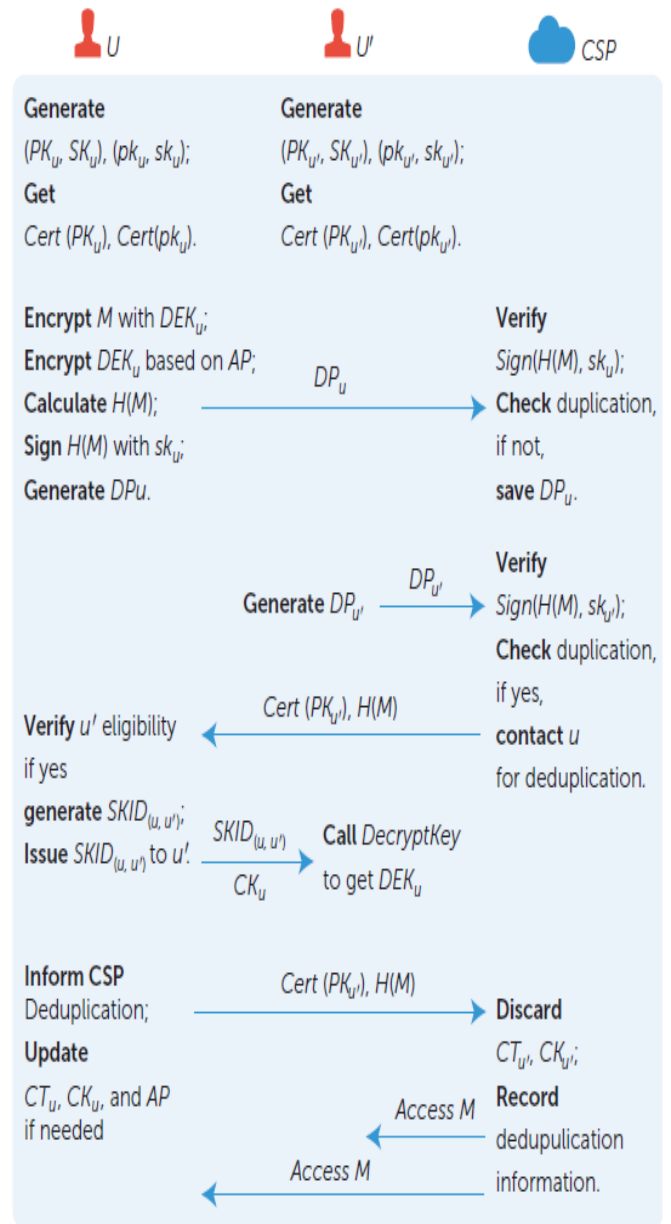 U U′ CSP
Generate
(PKu, SKu), (pku, sku);
Get
Cert (PKu), Cert(pku).
Generate
(PKu′, SKu′), (pku′, sku′);
Get
Cert (PKu′), Cert(pku′).
Encrypt M with DEKu;
Encrypt DEKu based on AP;
Calculate H(M);
Sign H(M) with sku;
Generate DPu.
DPu
Verify
Sign(H(M), sku);
Check duplication,
if not,
save DPu.
Generate DPu′
DPu′
Verify
Sign(H(M), sku′);
Check duplication,
if yes,
contact u
for deduplication.
Cert (PKu′), H(M)
Verify u′ eligibility
if yes
generate SKID(u, u′);
Issue SKID(u, u′) to u′.
SKID(u, u′)
CKu
Call DecryptKey
to get DEKu
Inform CSP
Deduplication;
Update
CTu, CKu, and AP
if needed
Cert (PKu′), H(M)
Discard
CTu′, CKu′;
Record
dedupulication
information.
Access M
Access M